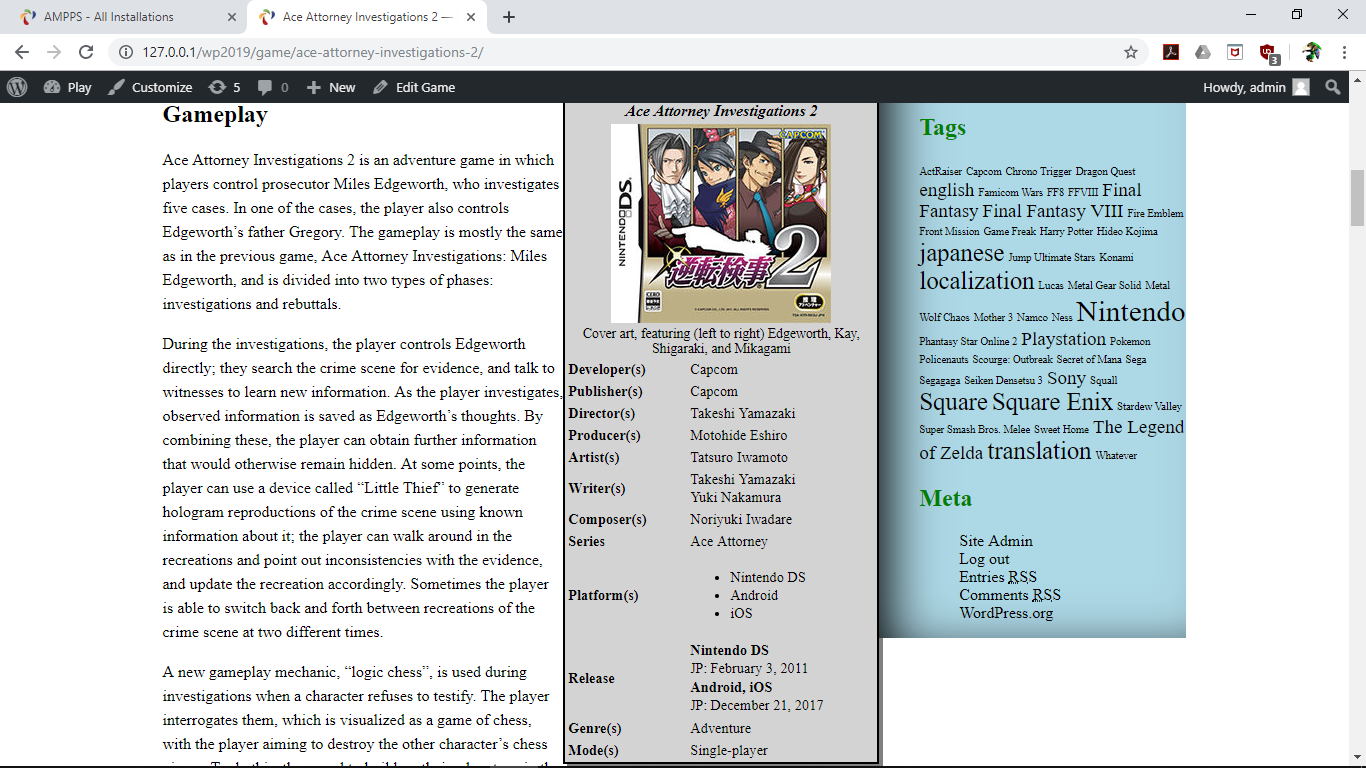 AMPPS - All Installations
Ace Attorney Investigations 2 —
127.0.0.1/wp2019/game/ace-attorney-investigations-2/
3
Play
Customize
5
0
New
Edit Game
Howdy, admin
Gameplay
Ace Attorney Investigations 2 is an adventure game in which
players control prosecutor Miles Edgeworth, who investigates
five cases. In one of the cases, the player also controls
Edgeworth’s father Gregory. The gameplay is mostly the same
as in the previous game, Ace Attorney Investigations: Miles
Edgeworth, and is divided into two types of phases:
investigations and rebuttals.
During the investigations, the player controls Edgeworth
directly; they search the crime scene for evidence, and talk to
witnesses to learn new information. As the player investigates,
observed information is saved as Edgeworth’s thoughts. By
combining these, the player can obtain further information
that would otherwise remain hidden. At some points, the
player can use a device called “Little Thief” to generate
hologram reproductions of the crime scene using known
information about it; the player can walk around in the
recreations and point out inconsistencies with the evidence,
and update the recreation accordingly. Sometimes the player
is able to switch back and forth between recreations of the
crime scene at two different times.
A new gameplay mechanic, “logic chess”, is used during
investigations when a character refuses to testify. The player
interrogates them, which is visualized as a game of chess,
with the player aiming to destroy the other character’s chess
Ace Attorney Investigations 2
NINTENDO DS
CAPCOM
逆転検事2
CERO
Cover art, featuring (left to right) Edgeworth, Kay,
Shigaraki, and Mikagami
Developer(s) Capcom
Publisher(s) Capcom
Director(s) Takeshi Yamazaki
Producer(s) Motohide Eshiro
Artist(s) Tatsuro Iwamoto
Writer(s) Takeshi Yamazaki
Yuki Nakamura
Composer(s) Noriyuki Iwadare
Series Ace Attorney
Platform(s)
• Nintendo DS
• Android
• iOS
Release
Nintendo DS
JP: February 3, 2011
Android, iOS
JP: December 21, 2017
Genre(s) Adventure
Mode(s) Single-player
Tags
ActRaiser Capcom Chrono Trigger Dragon Quest
english Famicom Wars FF8 FFVIII Final
Fantasy Final Fantasy VIII Fire Emblem
Front Mission Game Freak Harry Potter Hideo Kojima
japanese Jump Ultimate Stars Konami
localization Lucas Metal Gear Solid Metal
Wolf Chaos Mother 3 Namco Ness Nintendo
Phantasy Star Online 2 Playstation Pokemon
Policenauts Scourge: Outbreak Secret of Mana Sega
Segagaga Seiken Densetsu 3 Sony Squall
Square Square Enix Stardew Valley
Super Smash Bros. Melee Sweet Home The Legend
of Zelda translation Whatever
Meta
Site Admin
Log out
Entries RSS
Comments RSS
WordPress.org